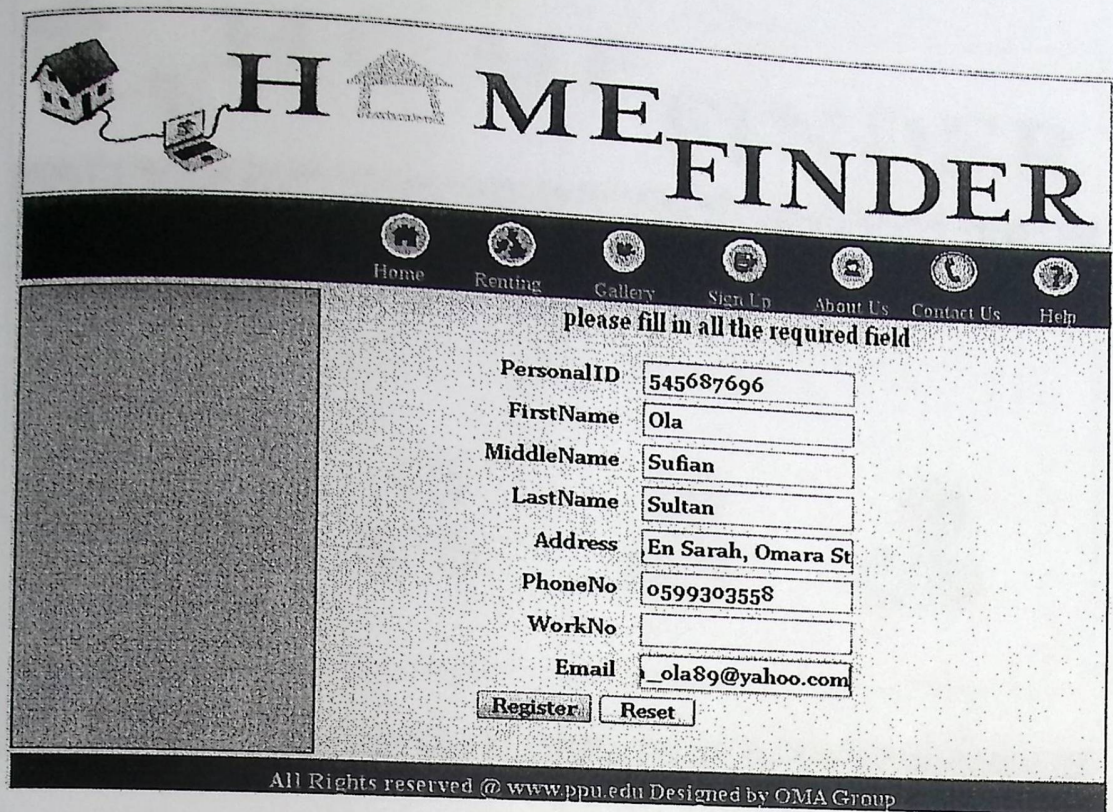 H ME
FINDER
Home Renting Gallery Sign Up About Us Contact Us Help
please fill in all the required field
PersonalID 545687696
FirstName Ola
MiddleName Sufian
LastName Sultan
Address En Sarah, Omara St
PhoneNo 0599303558
WorkNo
Email _ola89@yahoo.com
Register Reset
All Rights reserved @ www.ppu.edu Designed by OMA Group